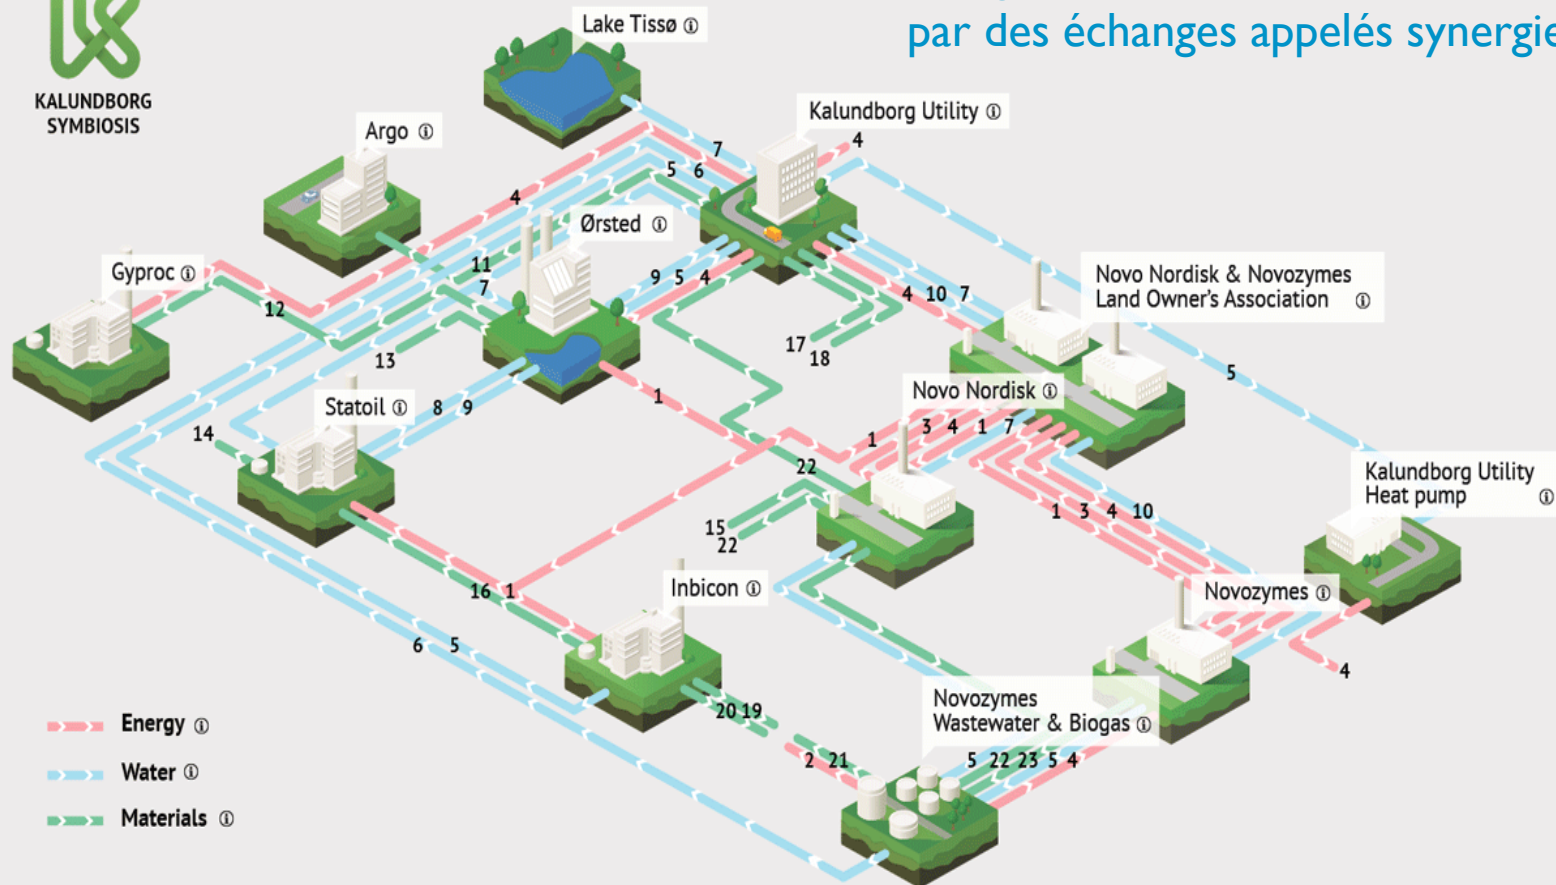 par des échanges appelés synergie
KALUNDBORG
SYMBIOSIS
Lake Tissø
Kalundborg Utility
Argo
Ørsted
Gyproc
Novo Nordisk & Novozymes
Land Owner's Association
Statoil
Novo Nordisk
Kalundborg Utility
Heat pump
Inbicon
Novozymes
Novozymes
Wastewater & Biogas
4
7
5 6
4
11
7
12
13
9 5 4
4 10 7
17
18
5
1
8 9
14
1
3 4 1 7
22
15
22
1 3 4 10
16 1
6 5
4
20 19
2 21
5 22 23 5 4
Energy
Water
Materials